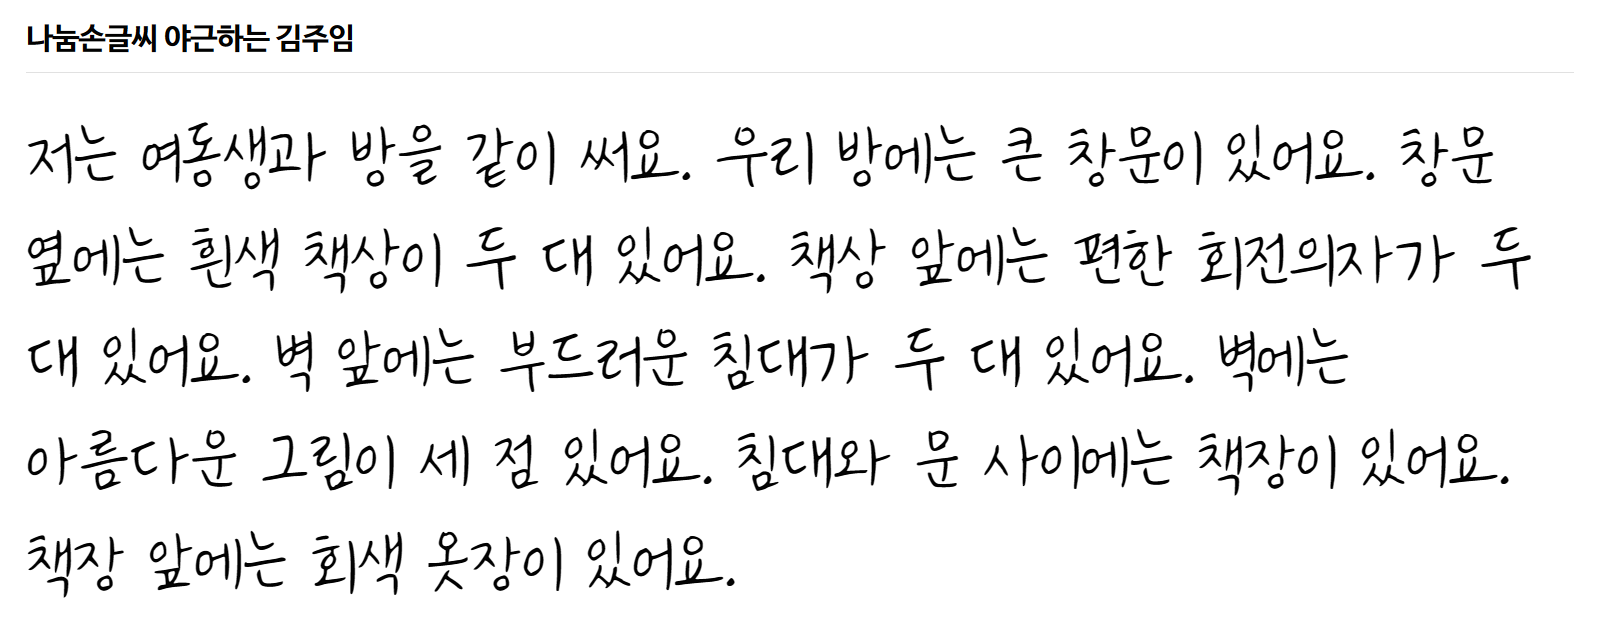 나눔손글씨 야근하는 김주임
저는 여동생과 방을 같이 써요. 우리 방에는 큰 창문이 있어요. 창문
옆에는 흰색 책상이 두 대 있어요. 책상 앞에는 편한 회전의자가 두
대 있어요. 벽 앞에는 부드러운 침대가 두 대 있어요. 벽에는
아름다운 그림이 세 점 있어요. 침대와 문 사이에는 책장이 있어요.
책장 앞에는 회색 옷장이 있어요.